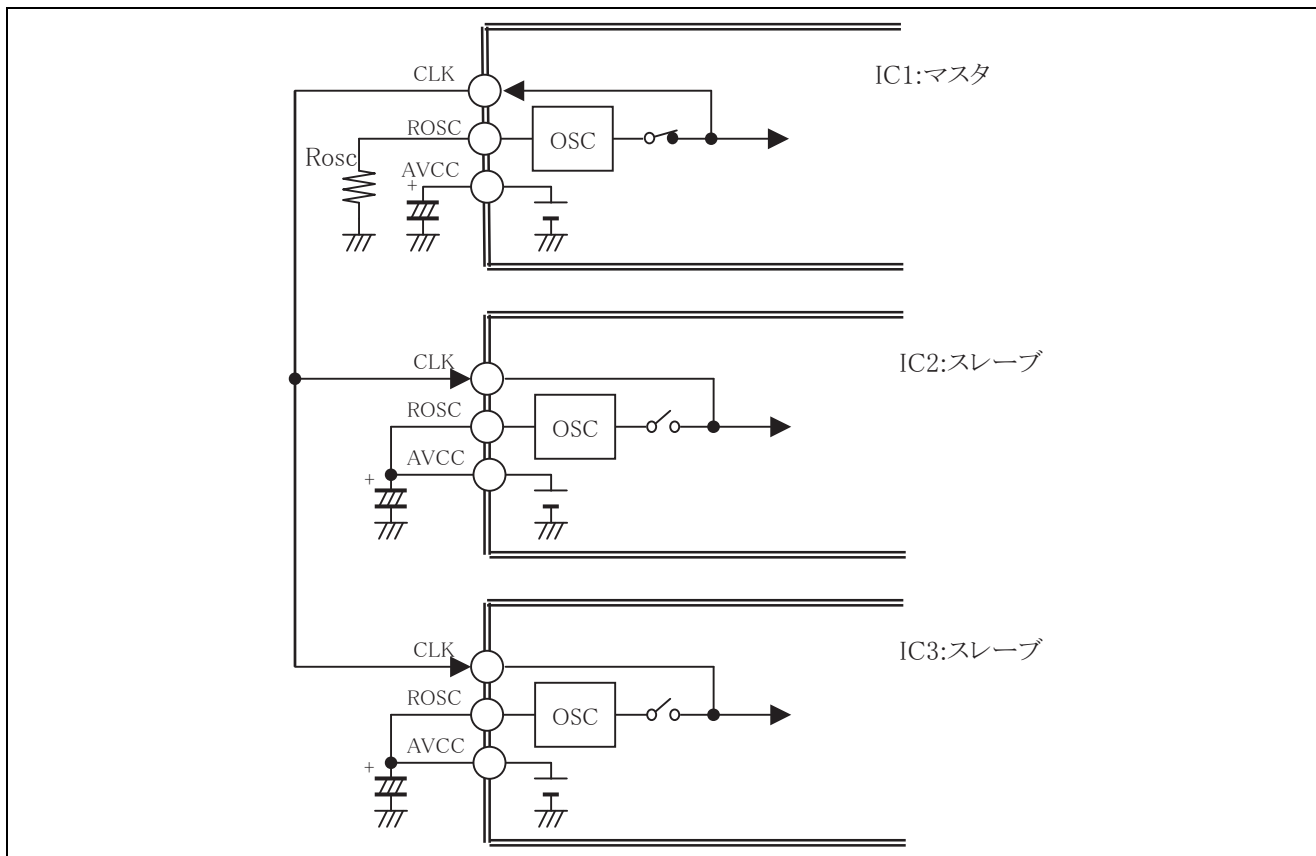 CLK
IC1:マスタ
ROSC
OSC
Rosc
AVCC
+
CLK
IC2:スレーブ
ROSC
OSC
AVCC
+
CLK
IC3:スレーブ
ROSC
OSC
AVCC
+